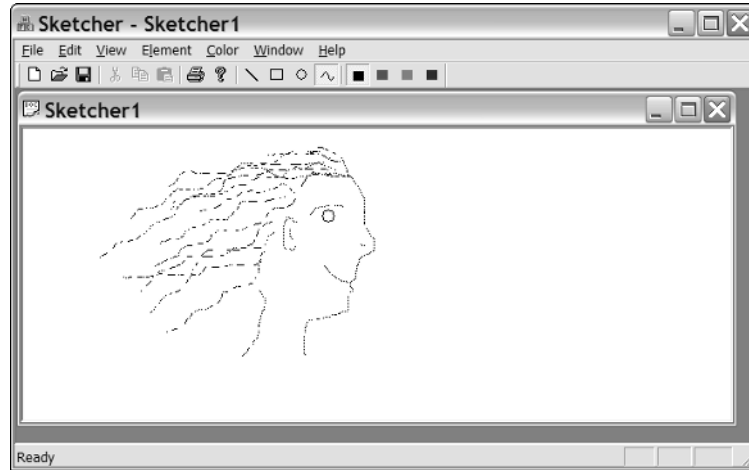 Sketcher - Sketcher1
File Edit View Element Color Window Help
Sketcher1
Ready